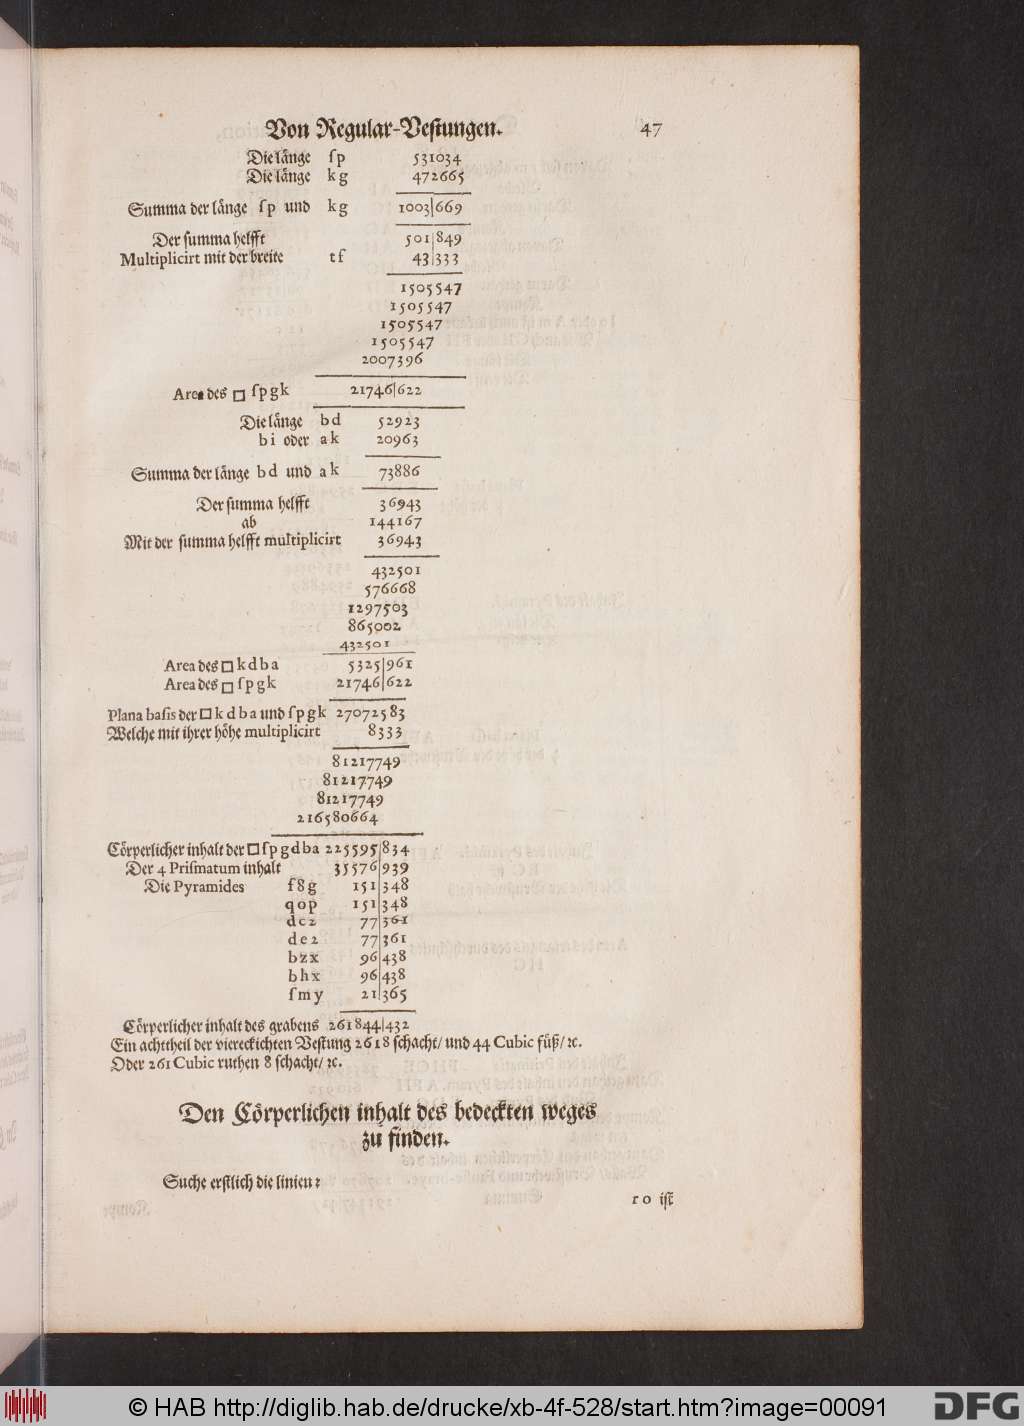 Von Regular-Vestungen. 47
Die länge ſp 531034
Die länge kg 472665
Summa der länge ſp und kg 1003|669
Der summa helfft 501|849
Multiplicirt mit der breite tf 43|333
1505547
1505547
1505547
1505547
2007396
Area des □ ſpgk 21746|622
Die länge bd 52923
bi oder ak 20963
Summa der länge bd und ak 73886
Der summa helfft 36943
ab 144167
Mit der summa helfft multiplicirt 36943
432501
576668
1297503
865002
432501
Area des □ kdba 5325|961
Area des □ ſpgk 21746|622
Plana baſis der □ kdba und ſpgk 27072583
Welche mit ihrer höhe multiplicirt 8333
81217749
81217749
81217749
216580664
Cörperlicher inhalt der □ ſpgdba 225595|834
Der 4 Priſmatum inhalt 35576|939
Die Pyramides f8g 151|348
qop 151|348
dcz 77|361
dez 77|361
bzx 96|438
bhx 96|438
ſmy 21|365
Cörperlicher inhalt des grabens 261844|432
Ein achttheil der viereckichten Vestung 2618 schacht/ und 44 Cubic füß/ ꝛc.
Oder 261 Cubic ruthen 8 schacht/ ꝛc.
Den Cörperlichen inhalt des bedeckten weges
zu finden.
Suche erstlich die linien:
ro ist
© HAB http://diglib.hab.de/drucke/xb-4f-528/start.htm?image=00091
DFG